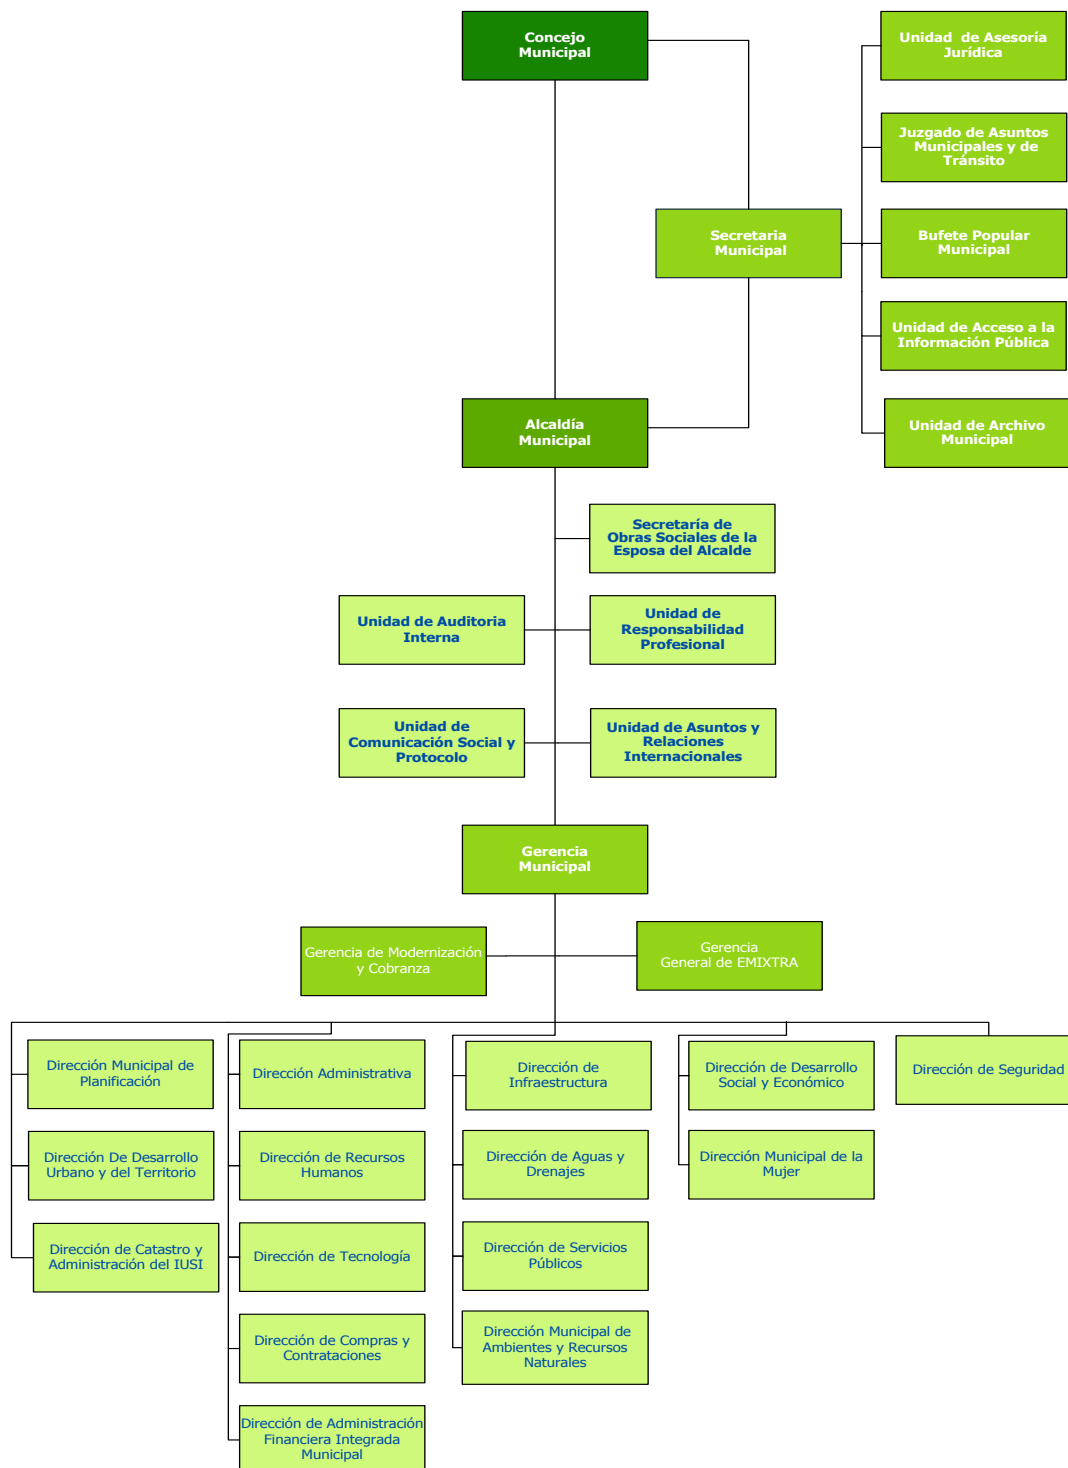 Concejo
Municipal
Unidad de Asesoría
Jurídica
Juzgado de Asuntos
Municipales y de
Tránsito
Secretaria
Municipal
Bufete Popular
Municipal
Unidad de Acceso a la
Información Pública
Alcaldía
Municipal
Unidad de Archivo
Municipal
Secretaría de
Obras Sociales de la
Esposa del Alcalde
Unidad de Auditoria
Interna
Unidad de
Responsabilidad
Profesional
Unidad de
Comunicación Social y
Protocolo
Unidad de Asuntos y
Relaciones
Internacionales
Gerencia
Municipal
Gerencia de Modernización
y Cobranza
Gerencia
General de EMIXTRA
Dirección Municipal de
Planificación
Dirección De Desarrollo
Urbano y del Territorio
Dirección de Catastro y
Administración del IUSI
Dirección Administrativa
Dirección de Recursos
Humanos
Dirección de Tecnología
Dirección de Compras y
Contrataciones
Dirección de Administración
Financiera Integrada
Municipal
Dirección de
Infraestructura
Dirección de Aguas y
Drenajes
Dirección de Servicios
Públicos
Dirección Municipal de
Ambientes y Recursos
Naturales
Dirección de Desarrollo
Social y Económico
Dirección Municipal de la
Mujer
Dirección de Seguridad